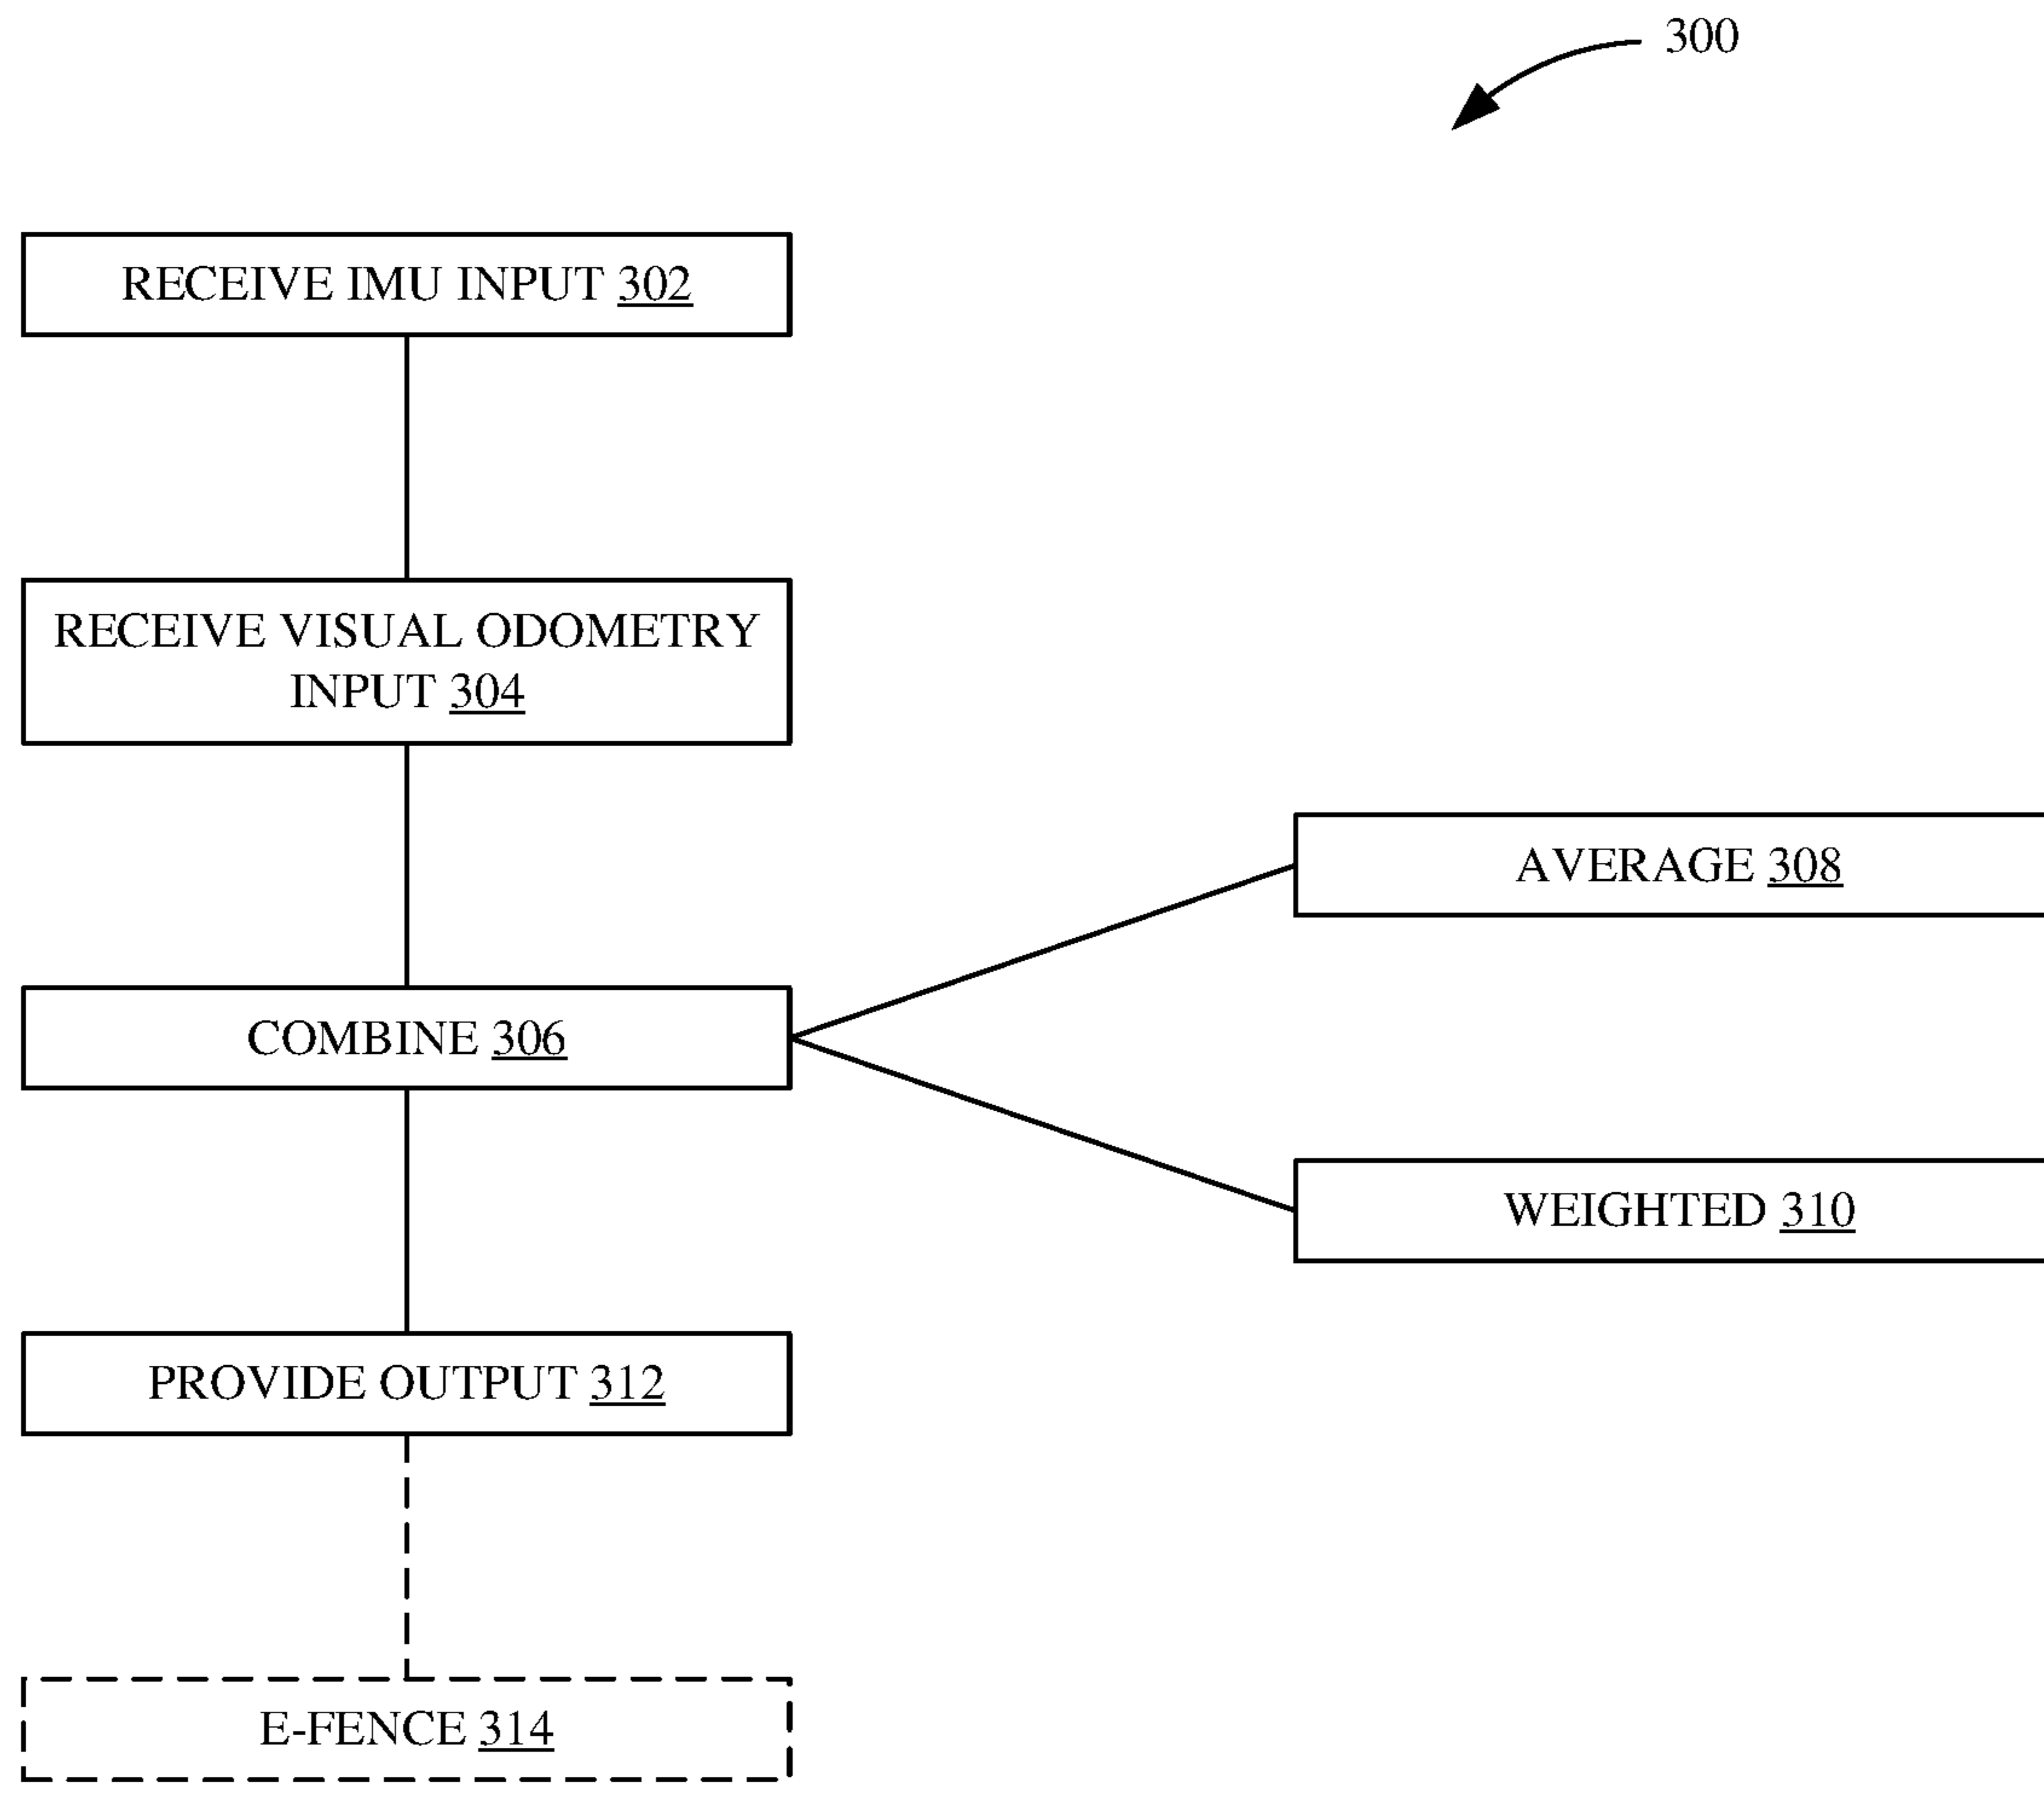 300
RECEIVE IMU INPUT 302
RECEIVE VISUAL ODOMETRY
INPUT 304
AVERAGE 308
COMBINE 306
WEIGHTED 310
PROVIDE OUTPUT 312
E-FENCE 314